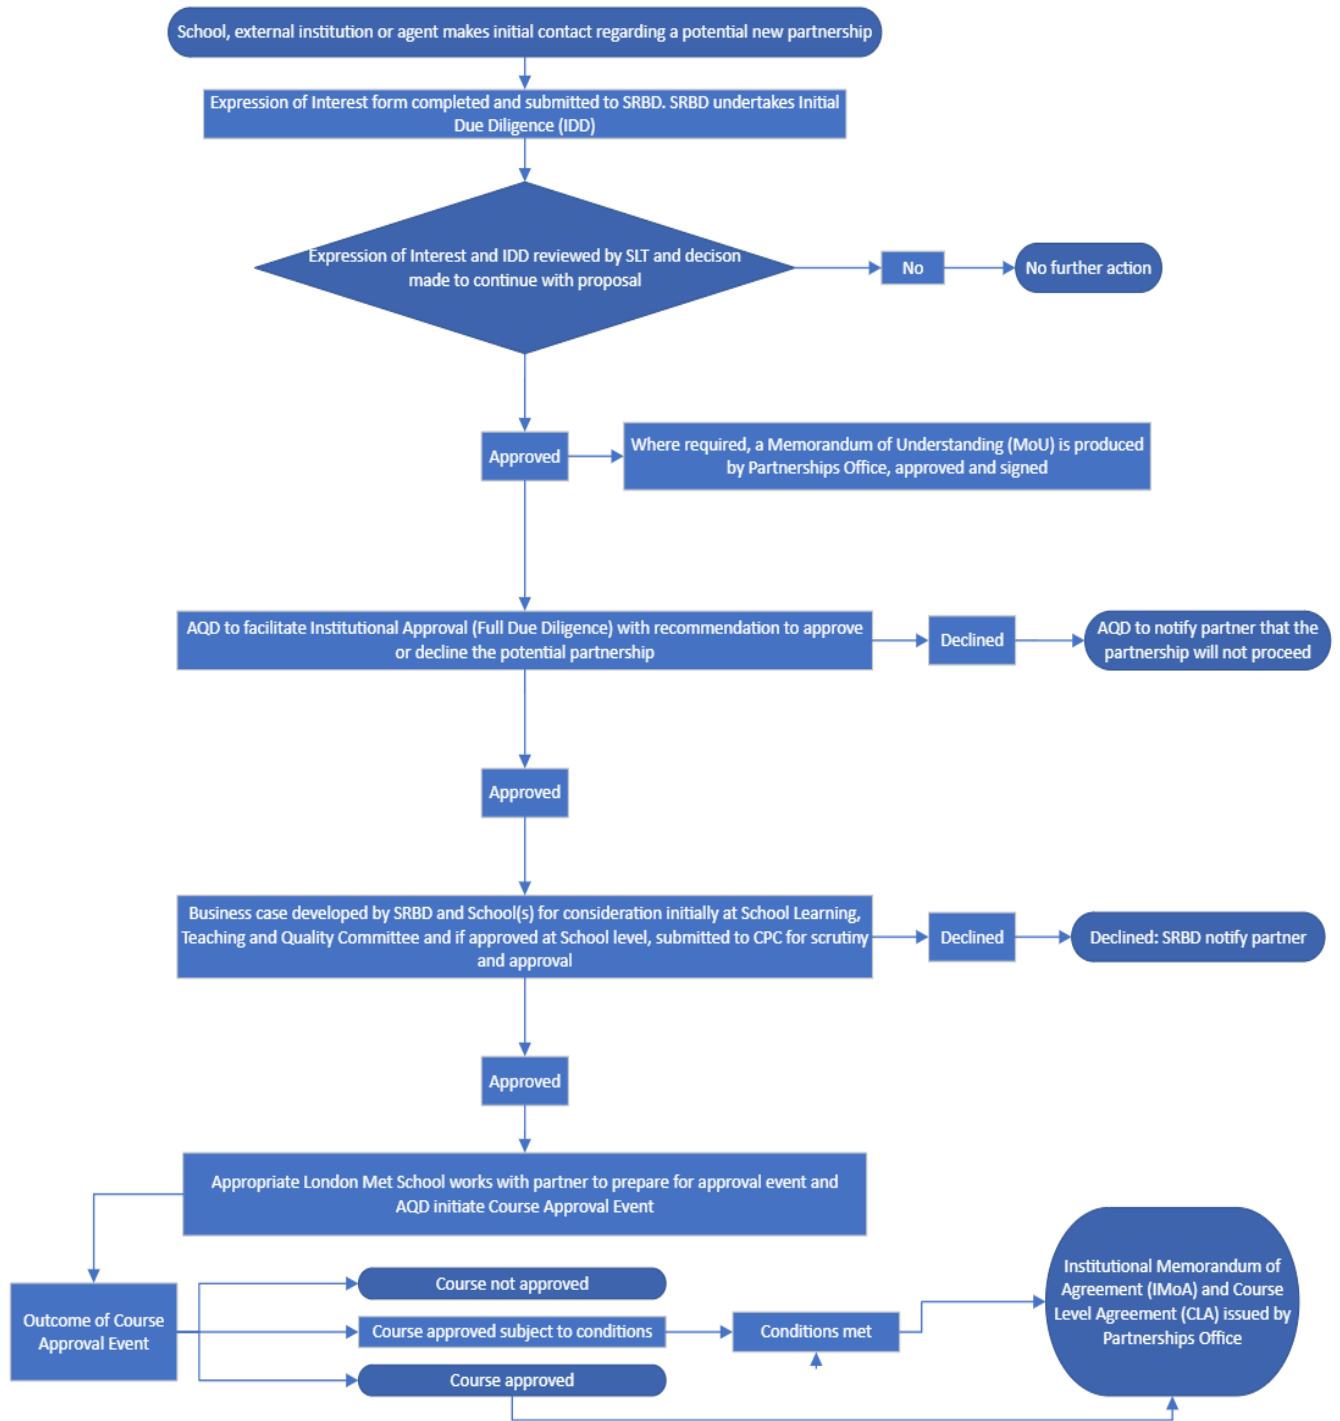 School, external institution or agent makes initial contact regarding a potential new partnership
Expression of Interest form completed and submitted to SRBD. SRBD undertakes Initial
Due Diligence (IDD)
Expression of Interest and IDD reviewed by SLT and decison
made to continue with proposal
No
No further action
Approved
Where required, a Memorandum of Understanding (MoU) is produced
by Partnerships Office, approved and signed
AQD to facilitate Institutional Approval (Full Due Diligence) with recommendation to approve
or decline the potential partnership
Declined
AQD to notify partner that the
partnership will not proceed
Approved
Business case developed by SRBD and School(s) for consideration initially at School Learning,
Teaching and Quality Committee and if approved at School level, submitted to CPC for scrutiny
and approval
Declined
Declined: SRBD notify partner
Approved
Appropriate London Met School works with partner to prepare for approval event and
AQD initiate Course Approval Event
Outcome of Course
Approval Event
Course not approved
Course approved subject to conditions
Conditions met
Course approved
Institutional Memorandum of
Agreement (IMoA) and Course
Level Agreement (CLA) issued by
Partnerships Office